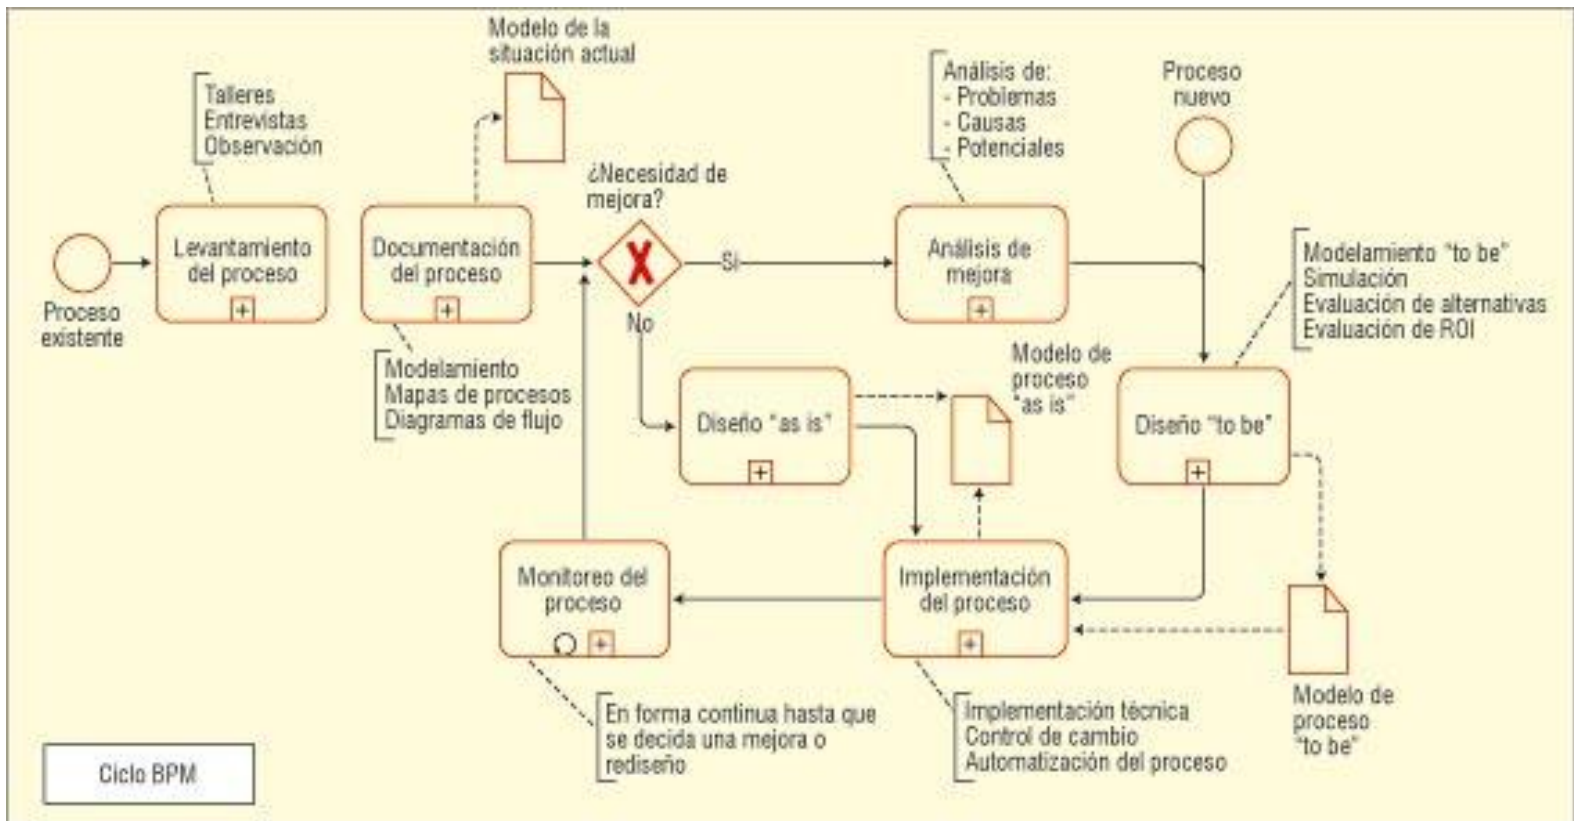 Modelo de la
situación actual
Talleres
Entrevistas
Observación
Análisis de:
- Problemas
- Causas
- Potenciales
Proceso
nuevo
¿Necesidad de
mejora?
Levantamiento
del proceso
Documentación
del proceso
Si
Análisis de
mejora
Modelamiento "to be"
Simulación
Evaluación de alternativas
Evaluación de ROI
Proceso
existente
No
Modelamiento
Mapas de procesos
Diagramas de flujo
Diseño "as is"
Modelo de
proceso
"as is"
Diseño "to be"
Monitoreo del
proceso
Implementación
del proceso
En forma continua hasta que
se decida una mejora o
rediseño
Implementación técnica
Control de cambio
Automatización del proceso
Modelo de
proceso
"to be"
Ciclo BPM